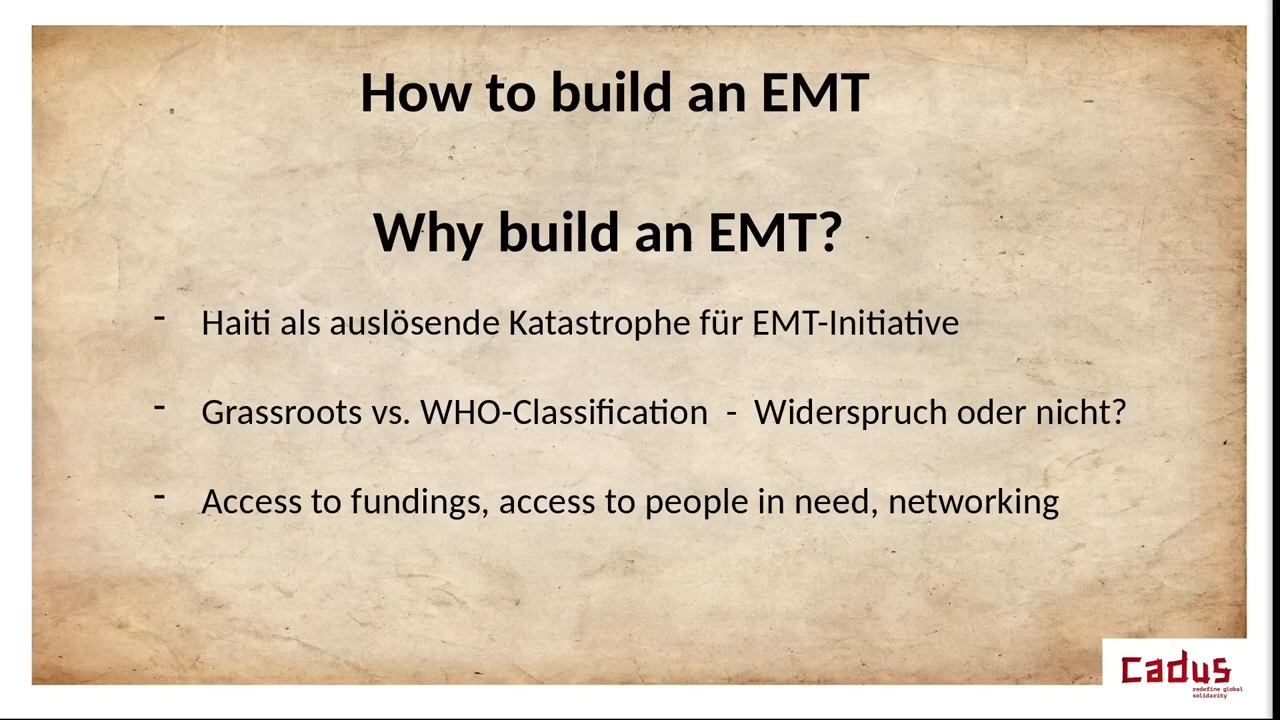 How to build an EMT
Why build an EMT?
- Haiti als auslösende Katastrophe für EMT-Initiative
- Grassroots vs. WHO-Classification - Widerspruch oder nicht?
- Access to fundings, access to people in need, networking
cadus
redefine global
solidarity